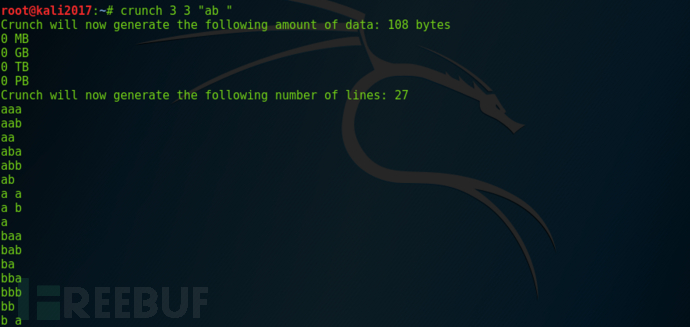 root@kali2017:~# crunch 3 3 "ab "
Crunch will now generate the following amount of data: 108 bytes
0 MB
0 GB
0 TB
0 PB
Crunch will now generate the following number of lines: 27
aaa
aab
aa
aba
abb
ab
a a
a b
a
baa
bab
ba
bba
bbb
bb
b a
REEBUF